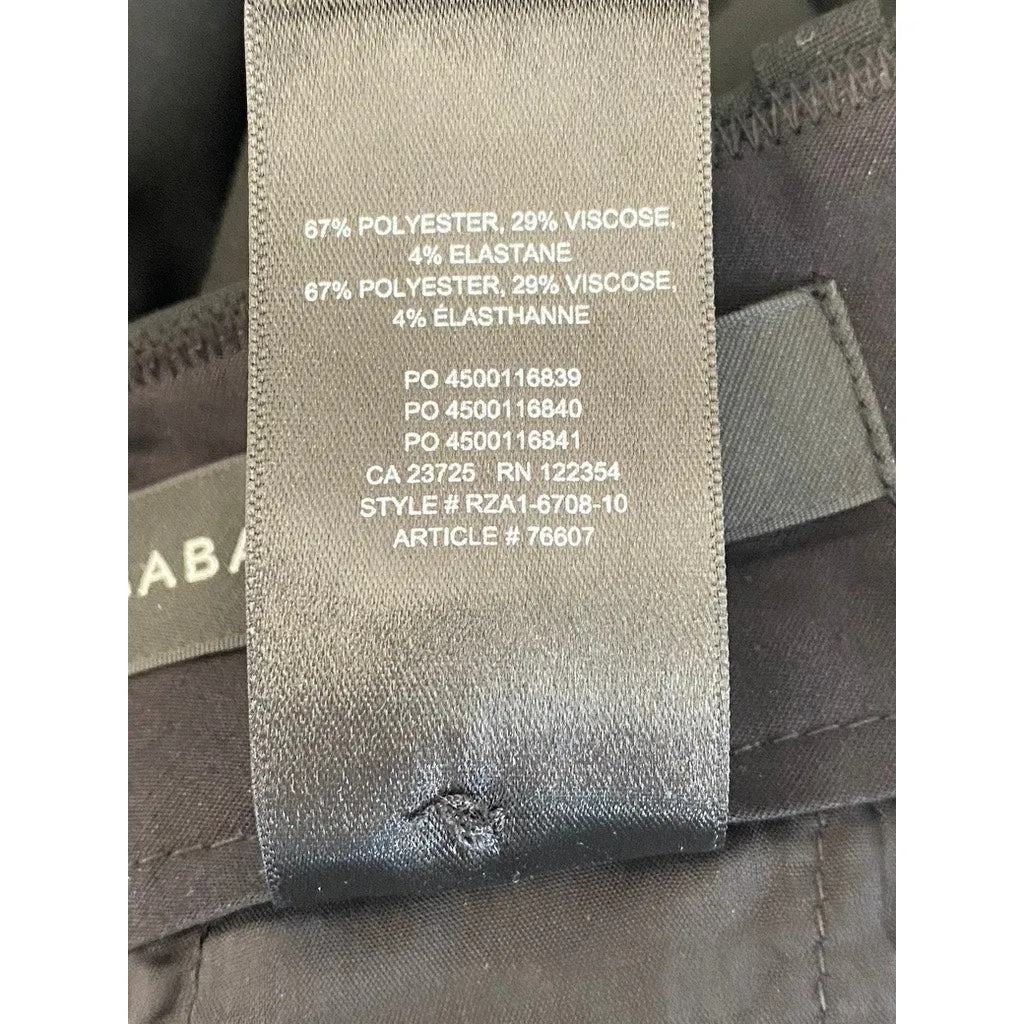 67% POLYESTER, 29% VISCOSE,
4% ELASTANE
67% POLYESTER, 29% VISCOSE,
4% ÉLASTHANNE
PO 4500116839
PO 4500116840
PO 4500116841
CA 23725 RN 122354
STYLE # RZA1-6708-10
ARTICLE # 76607